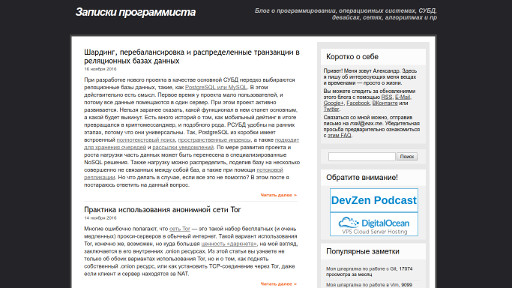 Записки программиста
Блог о программировании, операционных системах, СУБД,
девайсах, сетях, алгоритмах и пр
Шардинг, перебалансировка и распределенные транзакции в
реляционных базах данных
16 ноября 2016
При разработке нового проекта в качестве основной СУБД нередко выбираются
реляционные базы данных, такие, как PostgreSQL или MySQL. В этом
действительно есть смысл. Первое время у проекта мало пользователей, и
потому все данные помещаются в один сервер. При этом проект активно
развивается. Нельзя заранее сказать, какой функционал в нем станет основным,
а какой будет выкинут. Есть много историй о том, как мобильный дейтинг в итоге
превращался в криптомессенджер, и подобного рода. РСУБД удобны на ранних
этапах, потому что они универсальны. Так, PostgreSQL из коробки имеет
встроенный полнотекстовый поиск, пространственные индексы, а также подходит
для хранения очередей и рассылки уведомлений. По мере развития проекта и
роста нагрузки часть данных может быть перенесена в специализированные
NoSQL решения. Также нагрузку можно распределить, поделив базу на несколько
совершенно не связанных между собой баз, а также при помощи потоковой
репликации. Но что делать в случае, если все это не помогло? В этом посте я
постараюсь ответить на данный вопрос.
Читать далее »
Практика использования анонимной сети Tor
14 ноября 2016
Многие ошибочно полагают, что сеть Tor — это такой набор бесплатных (и очень
медленных) прокси-серверов в обычный интернет. Такой вариант использования
Tor, конечно же, возможен, но куда большая ценность «даркнета», на мой взгляд,
заключается в его внутренних .onion ресурсах. Из этой статьи вы узнаете не
только об обоих вариантах использования Tor, но и о том, как поднять
собственный .onion ресурс, или как установить TCP-соединение через Tor, даже
если клиент и сервер находятся за NAT.
Читать далее »
Коротко о себе
Привет! Меня зовут Александр. Здесь
я пишу об интересующих меня вещах
и временами — просто о жизни.
Вы можете следить за обновлениями
этого блога с помощью RSS, E-Mail,
Google+, Facebook, ВКонтакте или
Twitter.
Связаться со мной можно, отправив
Убедительная
просьба предварительно ознакомиться
с этим FAQ.
Поиск
Обратите внимание!
DevZen Podcast
DigitalOcean
VPS Cloud Server Hosting
Популярные заметки
Моя шпаргалка по работе с Git, 17374
просмотра за месяц
Моя шпаргалка по работе в Vim, 9099